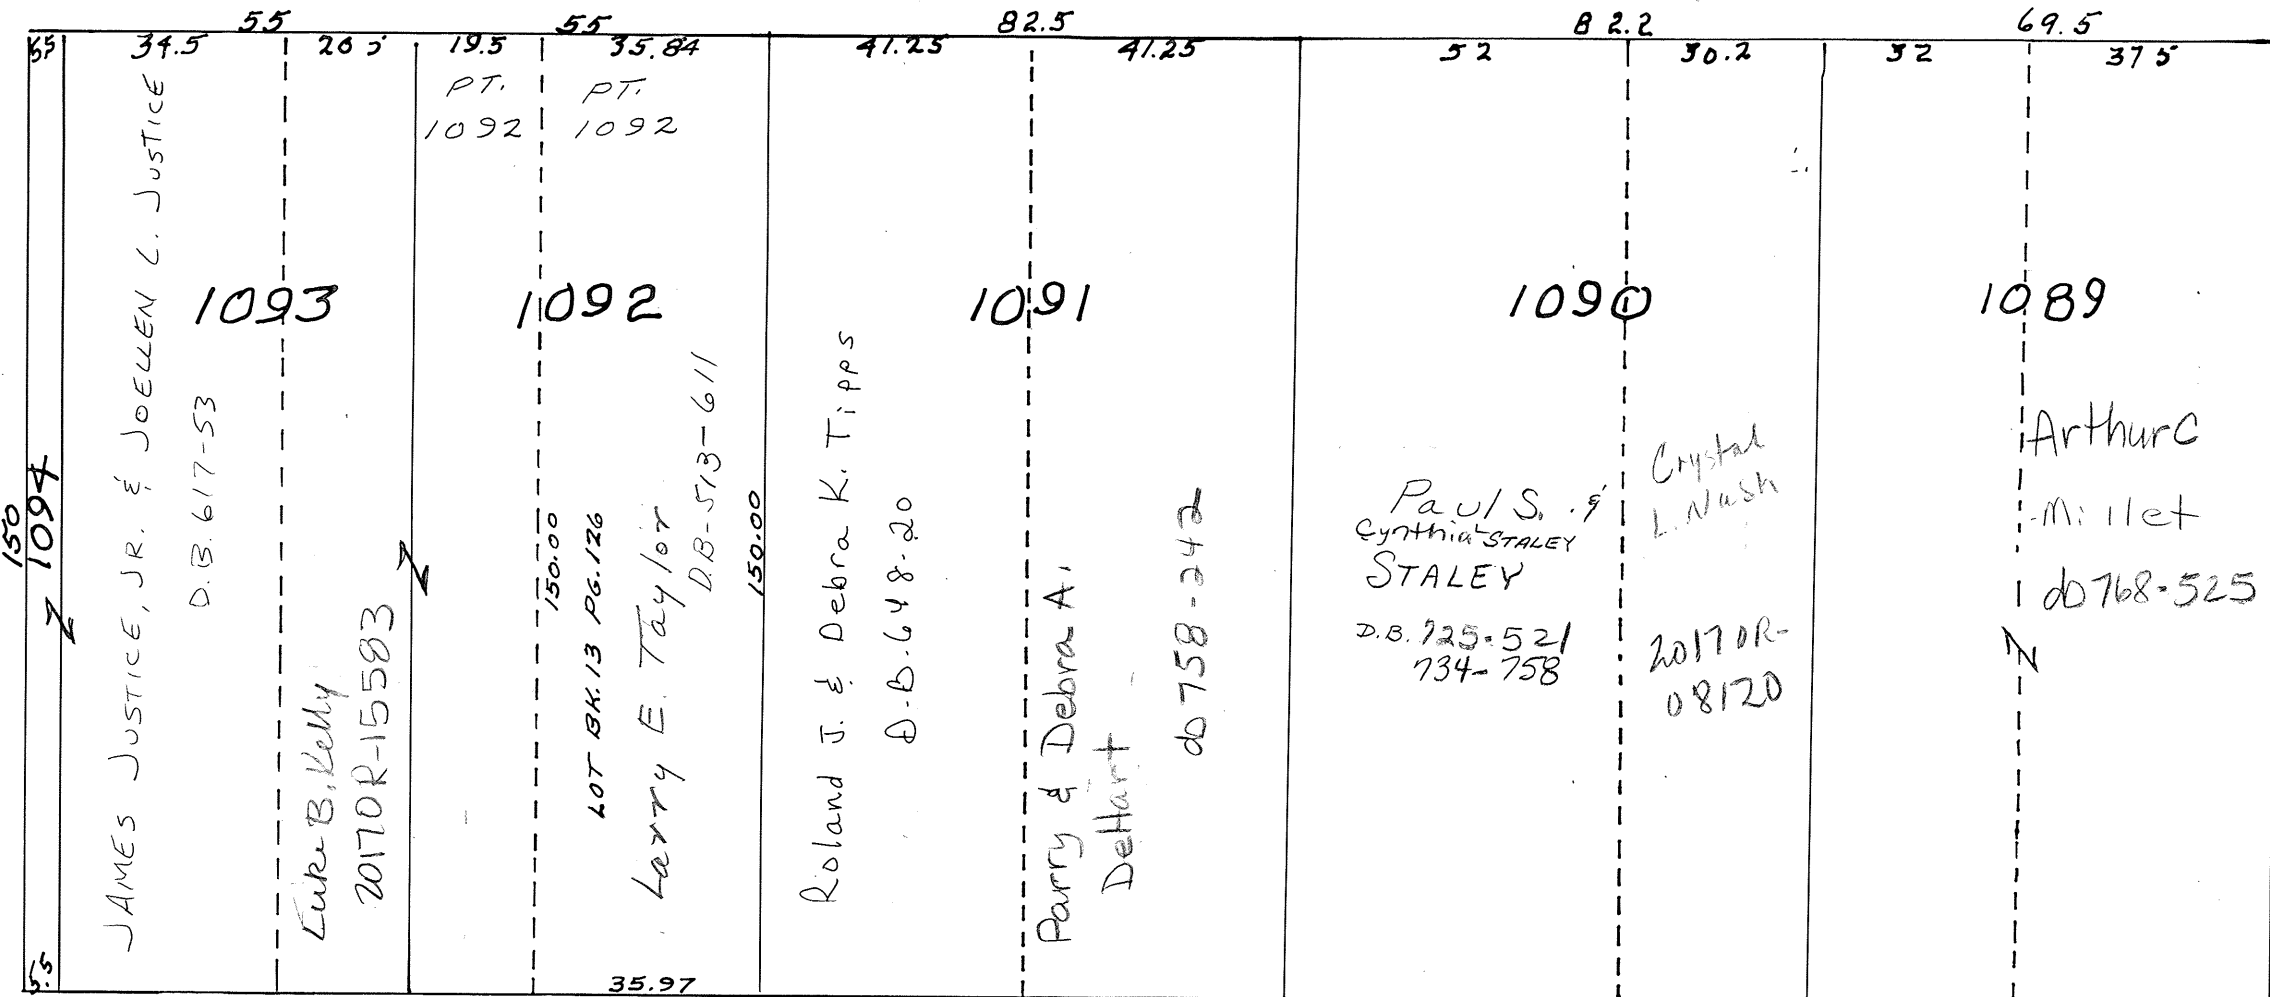 55 55 82.5 82.2 69.5
5.5 34.5 20 5 19.5 35.84 41.25 41.25 52 30.2 32 37 5
PT.
1092
PT.
1092
1093
1092
1091
1090
1089
150
1094
5.5
JAMES JUSTICE, JR. & JOELLEN C. JUSTICE
D.B. 617-53
Luke B. Kelly
2017OR-15583
150.00
LOT BK. 13 PG. 126
Larry E. Taylor
D.B-513-611
150.00
35.97
Roland J. & Debra K. Tipps
D.B. 648-20
Parry & Debra A.
DeHart
db 758-242
Paul S. &
Cynthia STALEY
STALEY
D.B. 725-521
734-758
Crystal
L. Nash
2017OR-
08120
Arthur C
Millet
db 768-525